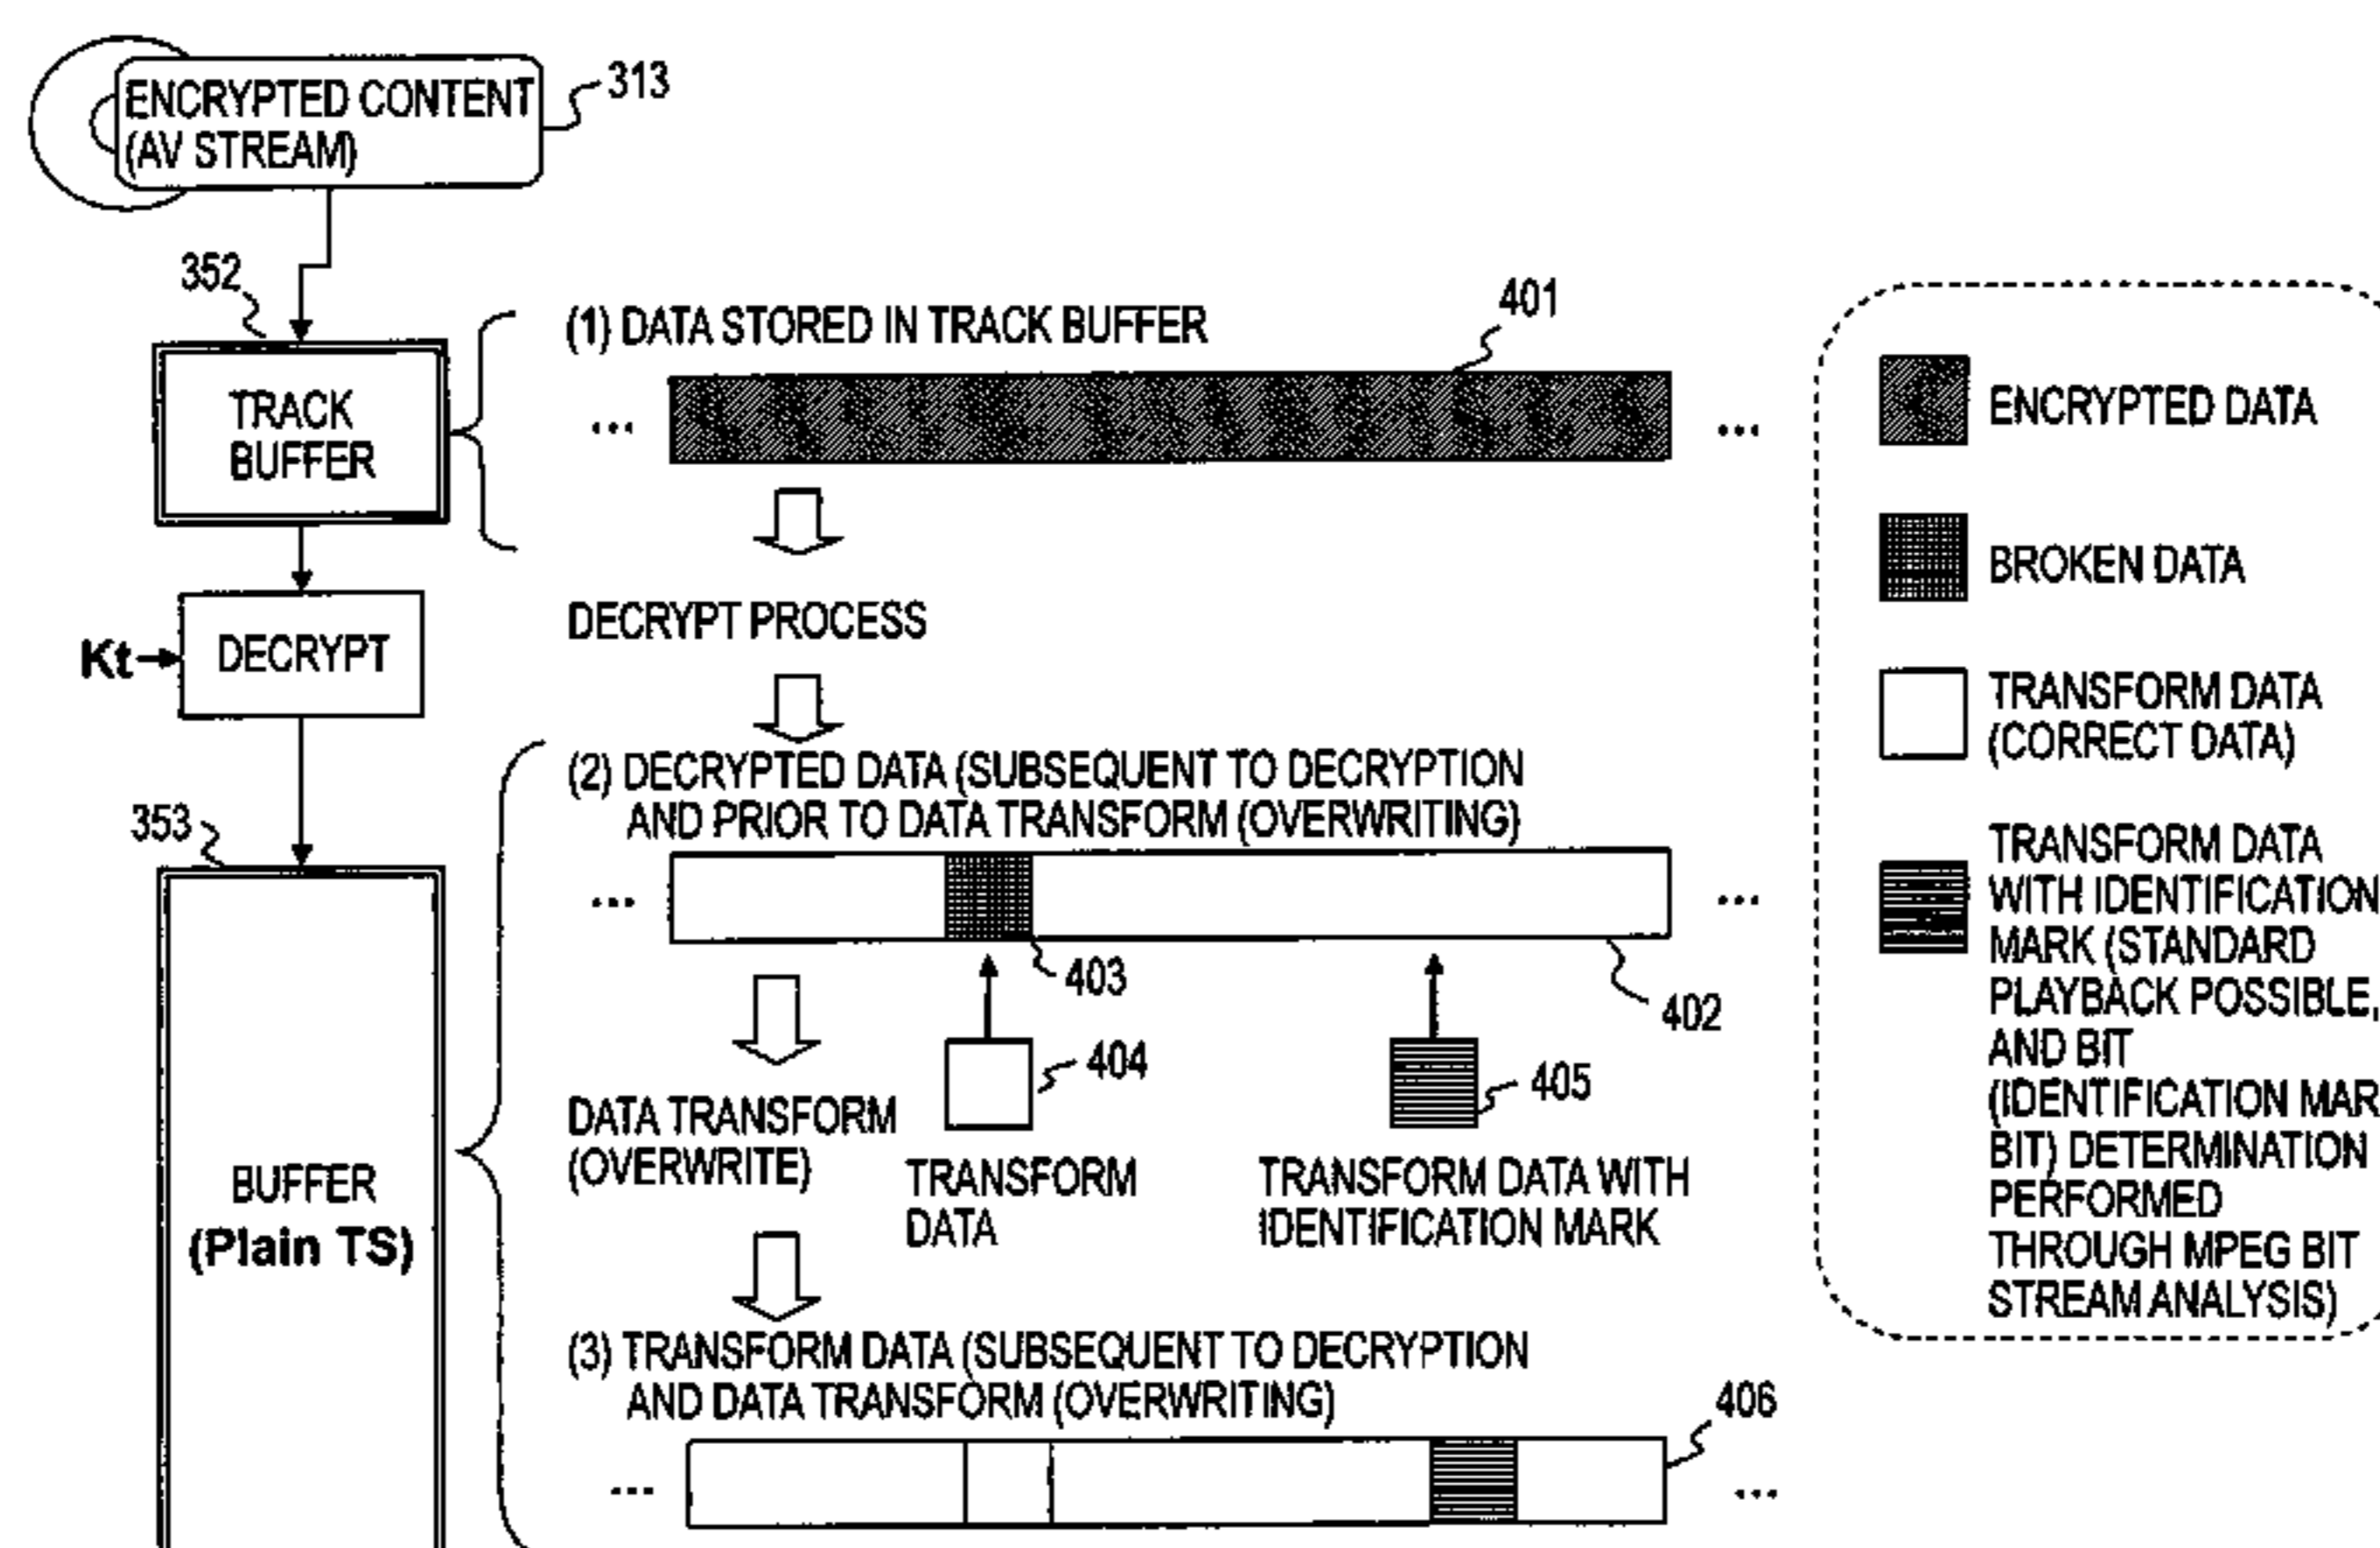 ENCRYPTED CONTENT
(AV STREAM)
313
352
TRACK
BUFFER
Kt
DECRYPT
353
BUFFER
(Plain TS)
(1) DATA STORED IN TRACK BUFFER
401
...
...
DECRYPT PROCESS
(2) DECRYPTED DATA (SUBSEQUENT TO DECRYPTION
AND PRIOR TO DATA TRANSFORM (OVERWRITING)
...
...
403
402
404
405
DATA TRANSFORM
(OVERWRITE)
TRANSFORM
DATA
TRANSFORM DATA WITH
IDENTIFICATION MARK
(3) TRANSFORM DATA (SUBSEQUENT TO DECRYPTION
AND DATA TRANSFORM (OVERWRITING)
406
...
...
ENCRYPTED DATA
BROKEN DATA
TRANSFORM DATA
(CORRECT DATA)
TRANSFORM DATA
WITH IDENTIFICATION
MARK (STANDARD
PLAYBACK POSSIBLE,
AND BIT
(IDENTIFICATION MAR
BIT) DETERMINATION
PERFORMED
THROUGH MPEG BIT
STREAM ANALYSIS)